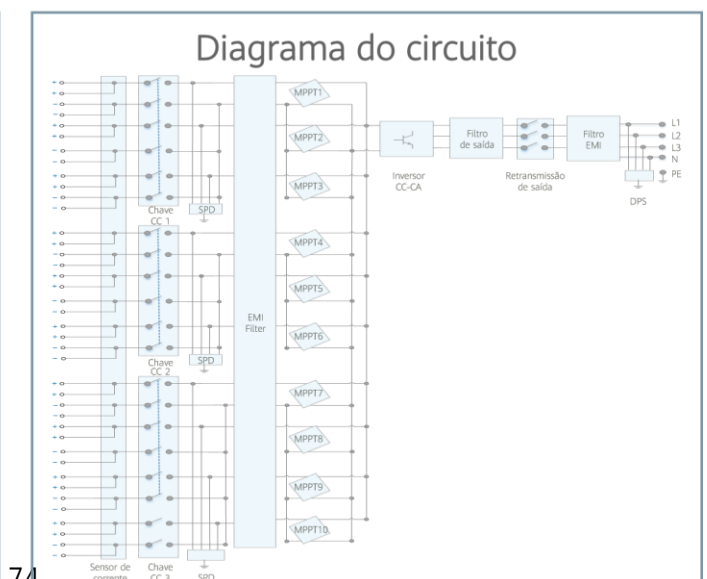 Diagrama do circuito
MPPT1
MPPT2
MPPT3
Chave
CC 1
SPD
MPPT4
MPPT5
MPPT6
Chave
CC 2
SPD
MPPT7
MPPT8
MPPT9
MPPT10
Sensor de
corrente
Chave
CC 3
SPD
EMI
Filter
Inversor
CC-CA
Filtro
de saída
Retransmissão
de saída
Filtro
EMI
L1
L2
L3
N
PE
DPS